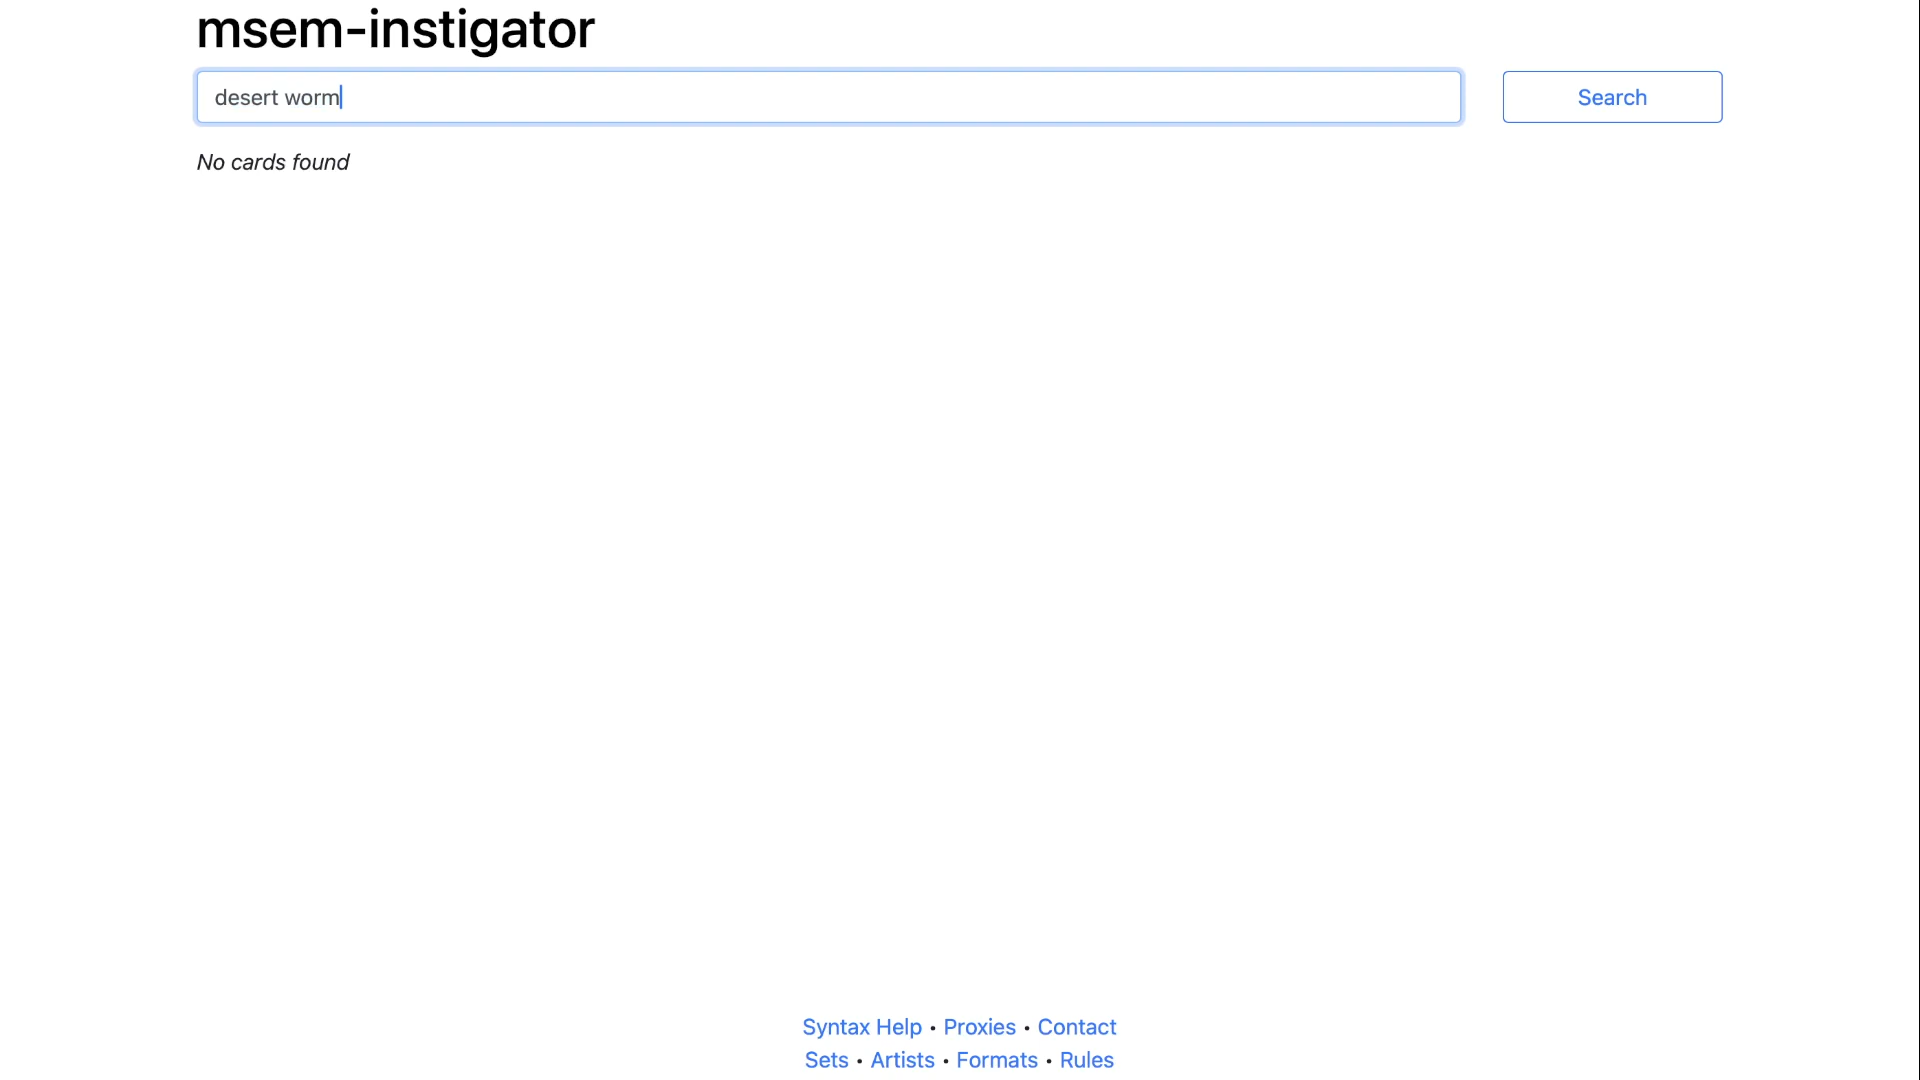 msem-instigator
desert worm
Search
No cards found
Syntax Help • Proxies • Contact
Sets • Artists • Formats • Rules